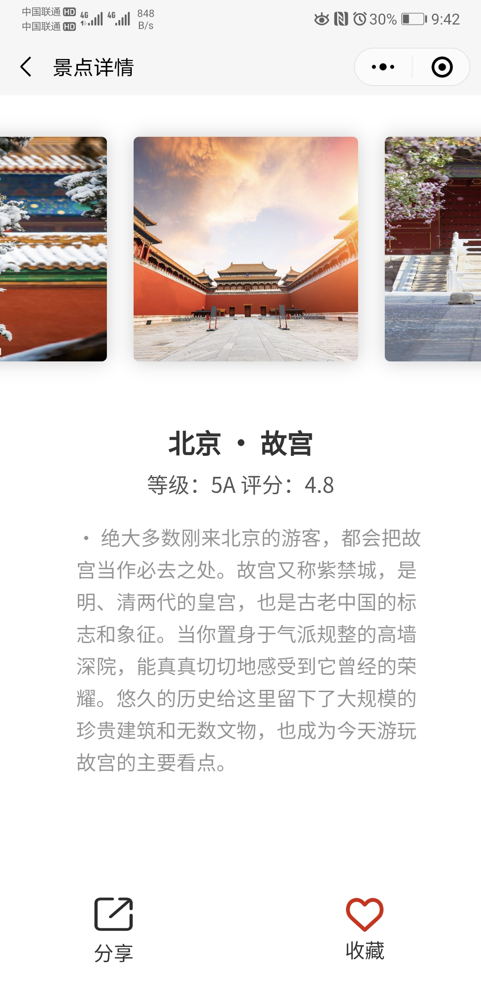 中国联通 HD 4G 4G 848
中国联通 HD B/s
30% 9:42
景点详情
北京 · 故宫
等级：5A 评分：4.8
· 绝大多数刚来北京的游客，都会把故
宫当作必去之处。故宫又称紫禁城，是
明、清两代的皇宫，也是古老中国的标
志和象征。当你置身于气派规整的高墙
深院，能真真切切地感受到它曾经的荣
耀。悠久的历史给这里留下了大规模的
珍贵建筑和无数文物，也成为今天游玩
故宫的主要看点。
分享
收藏